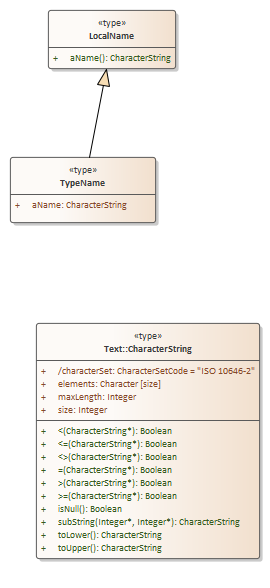 «type»
LocalName
+ aName(): CharacterString
«type»
TypeName
+ aName: CharacterString
«type»
Text::CharacterString
+ /characterSet: CharacterSetCode = "ISO 10646-2"
+ elements: Character [size]
+ maxLength: Integer
+ size: Integer
+ <(CharacterString*): Boolean
+ <=(CharacterString*): Boolean
+ <>(CharacterString*): Boolean
+ =(CharacterString*): Boolean
+ >(CharacterString*): Boolean
+ >=(CharacterString*): Boolean
+ isNull(): Boolean
+ subString(Integer*, Integer*): CharacterString
+ toLower(): CharacterString
+ toUpper(): CharacterString